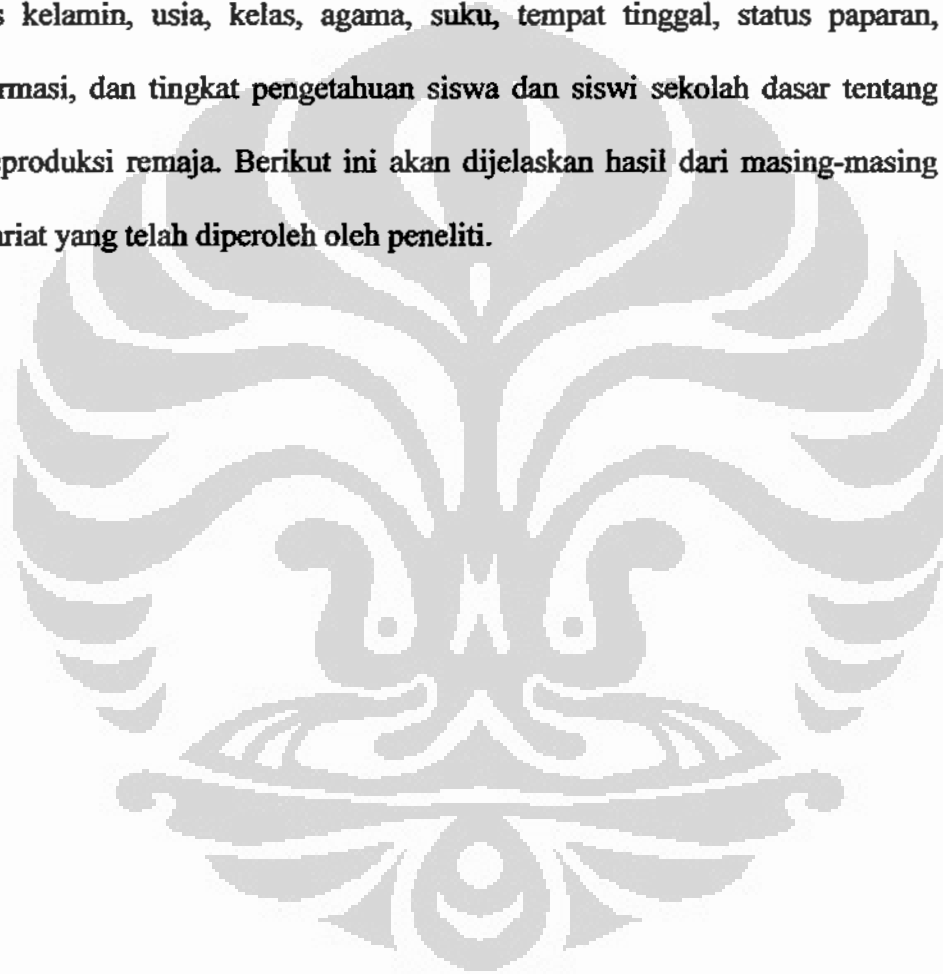 s kelamin, usia, kelas, agama, suku, tempat tinggal, status paparan,
rmasi, dan tingkat pengetahuan siswa dan siswi sekolah dasar tentang
eproduksi remaja. Berikut ini akan dijelaskan hasil dari masing-masing
ariat yang telah diperoleh oleh peneliti.